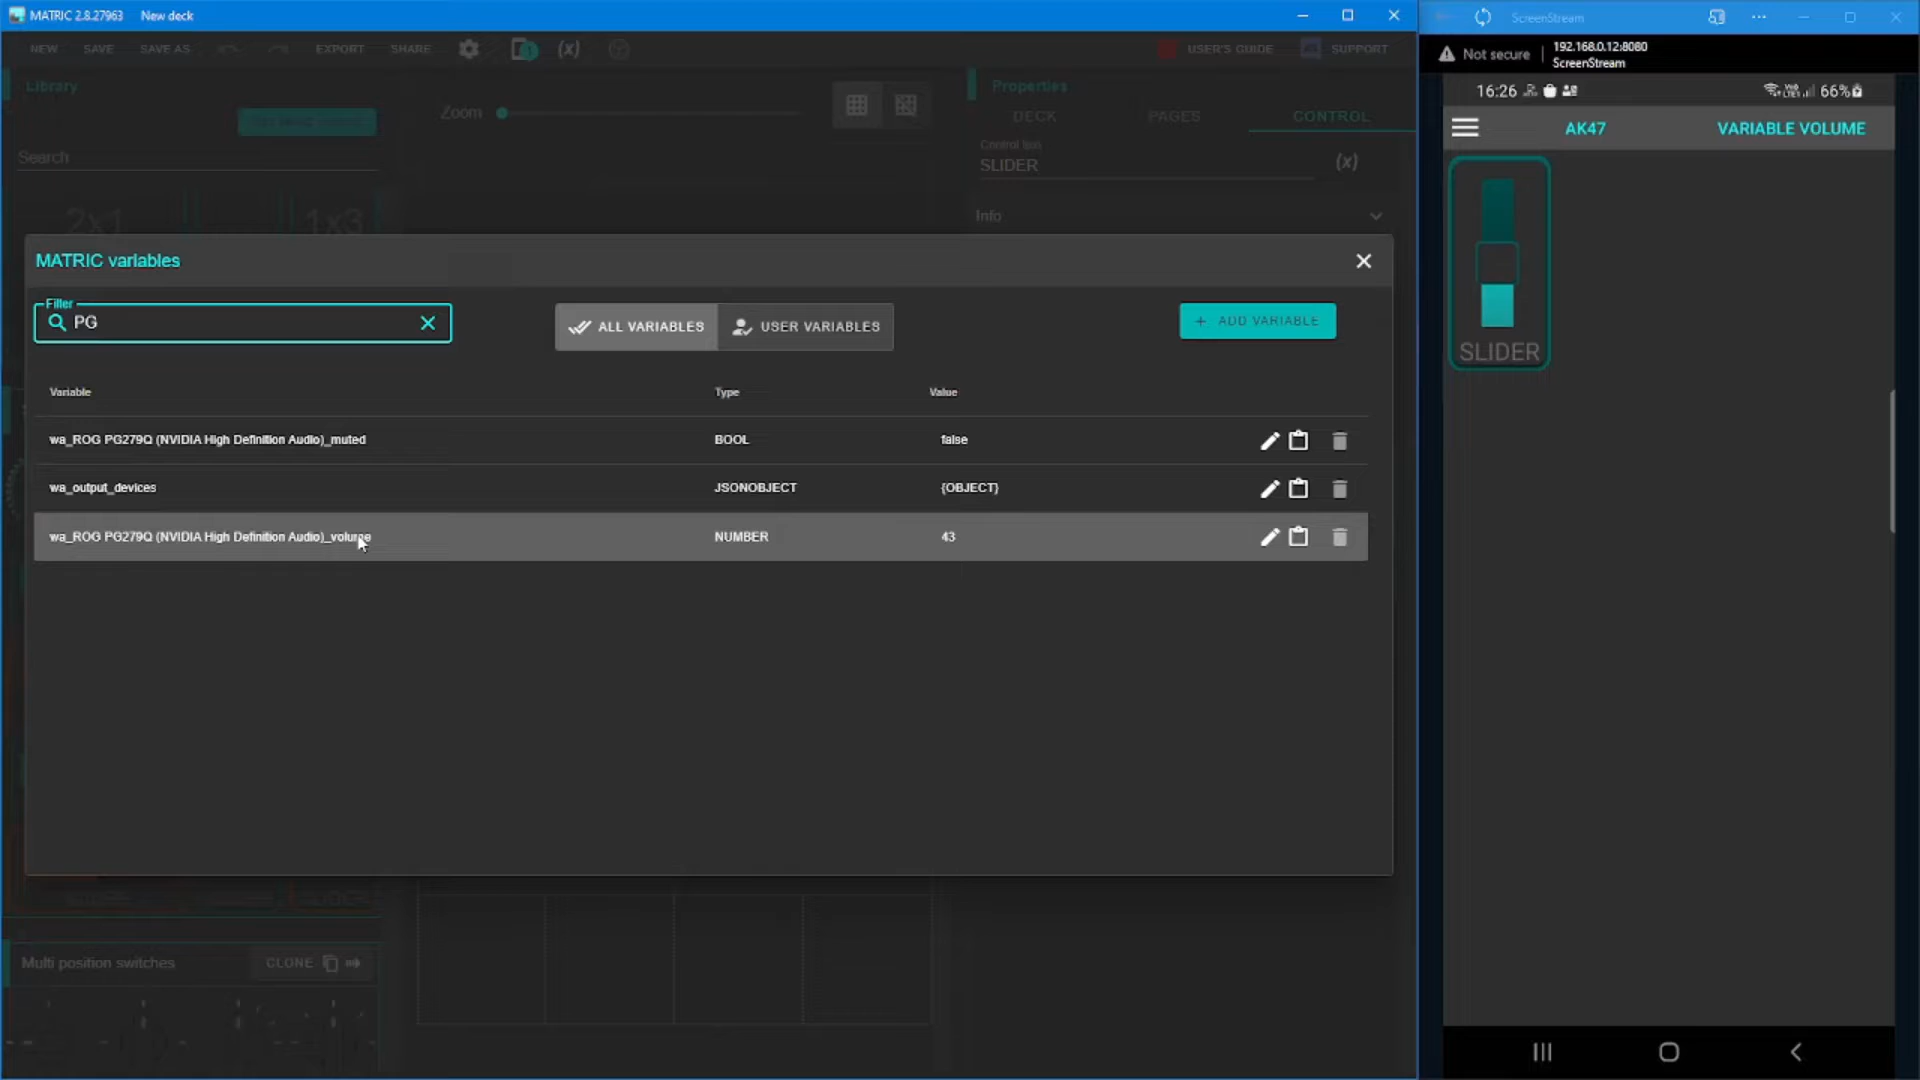 MATRIC 2.8.27963 New deck
NEW SAVE SAVE AS EXPORT SHARE (x) USER'S GUIDE SUPPORT
Library
Search
2x1
1x3
Zoom
Properties
DECK PAGES CONTROL
SLIDER (x)
Info
MATRIC variables
Filter
PG
ALL VARIABLES
USER VARIABLES
+ ADD VARIABLE
Variable Type Value
wa_ROG PG279Q (NVIDIA High Definition Audio)_muted BOOL false
wa_output_devices JSONOBJECT {OBJECT}
wa_ROG PG279Q (NVIDIA High Definition Audio)_volume NUMBER 43
Multi position switches CLONE
ScreenStream
Not secure
192.168.0.12:8080
ScreenStream
16:26 66%
AK47 VARIABLE VOLUME
SLIDER